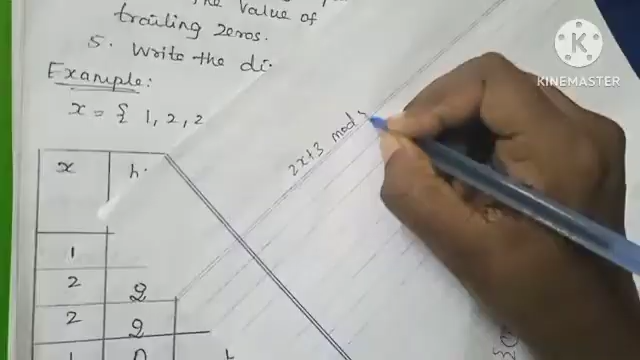 the value of
trailing zeros.
5. Write the di
Example:
x = { 1, 2, 2
2x+3 mod
x h
1
2 2
2 2
1 0
K
KINEMASTER